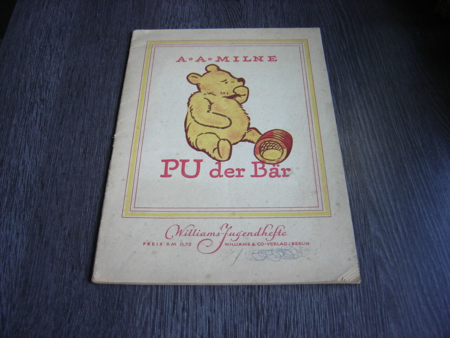 A*A*MILNE
PU der Bär
Williams-Jugendhefte
PREIS RM 0,75 WILLIAMS & CO·VERLAG / BERLIN